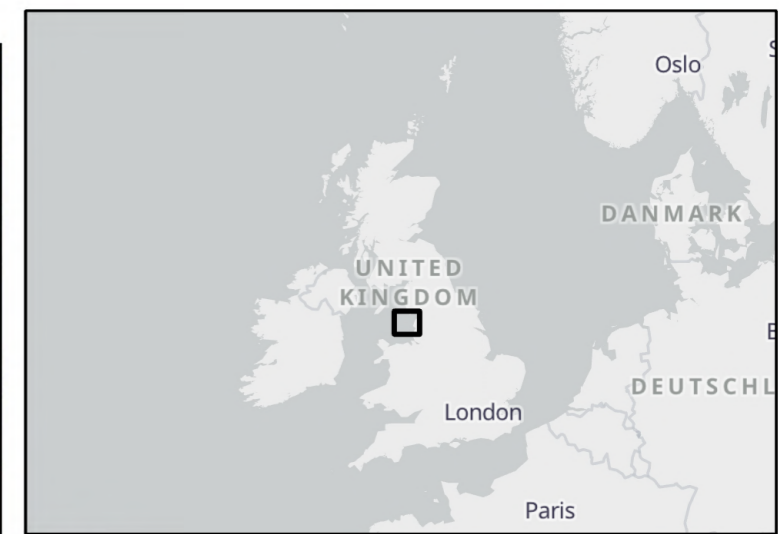 Oslo
DANMARK
UNITED
KINGDOM
DEUTSCHL
London
Paris